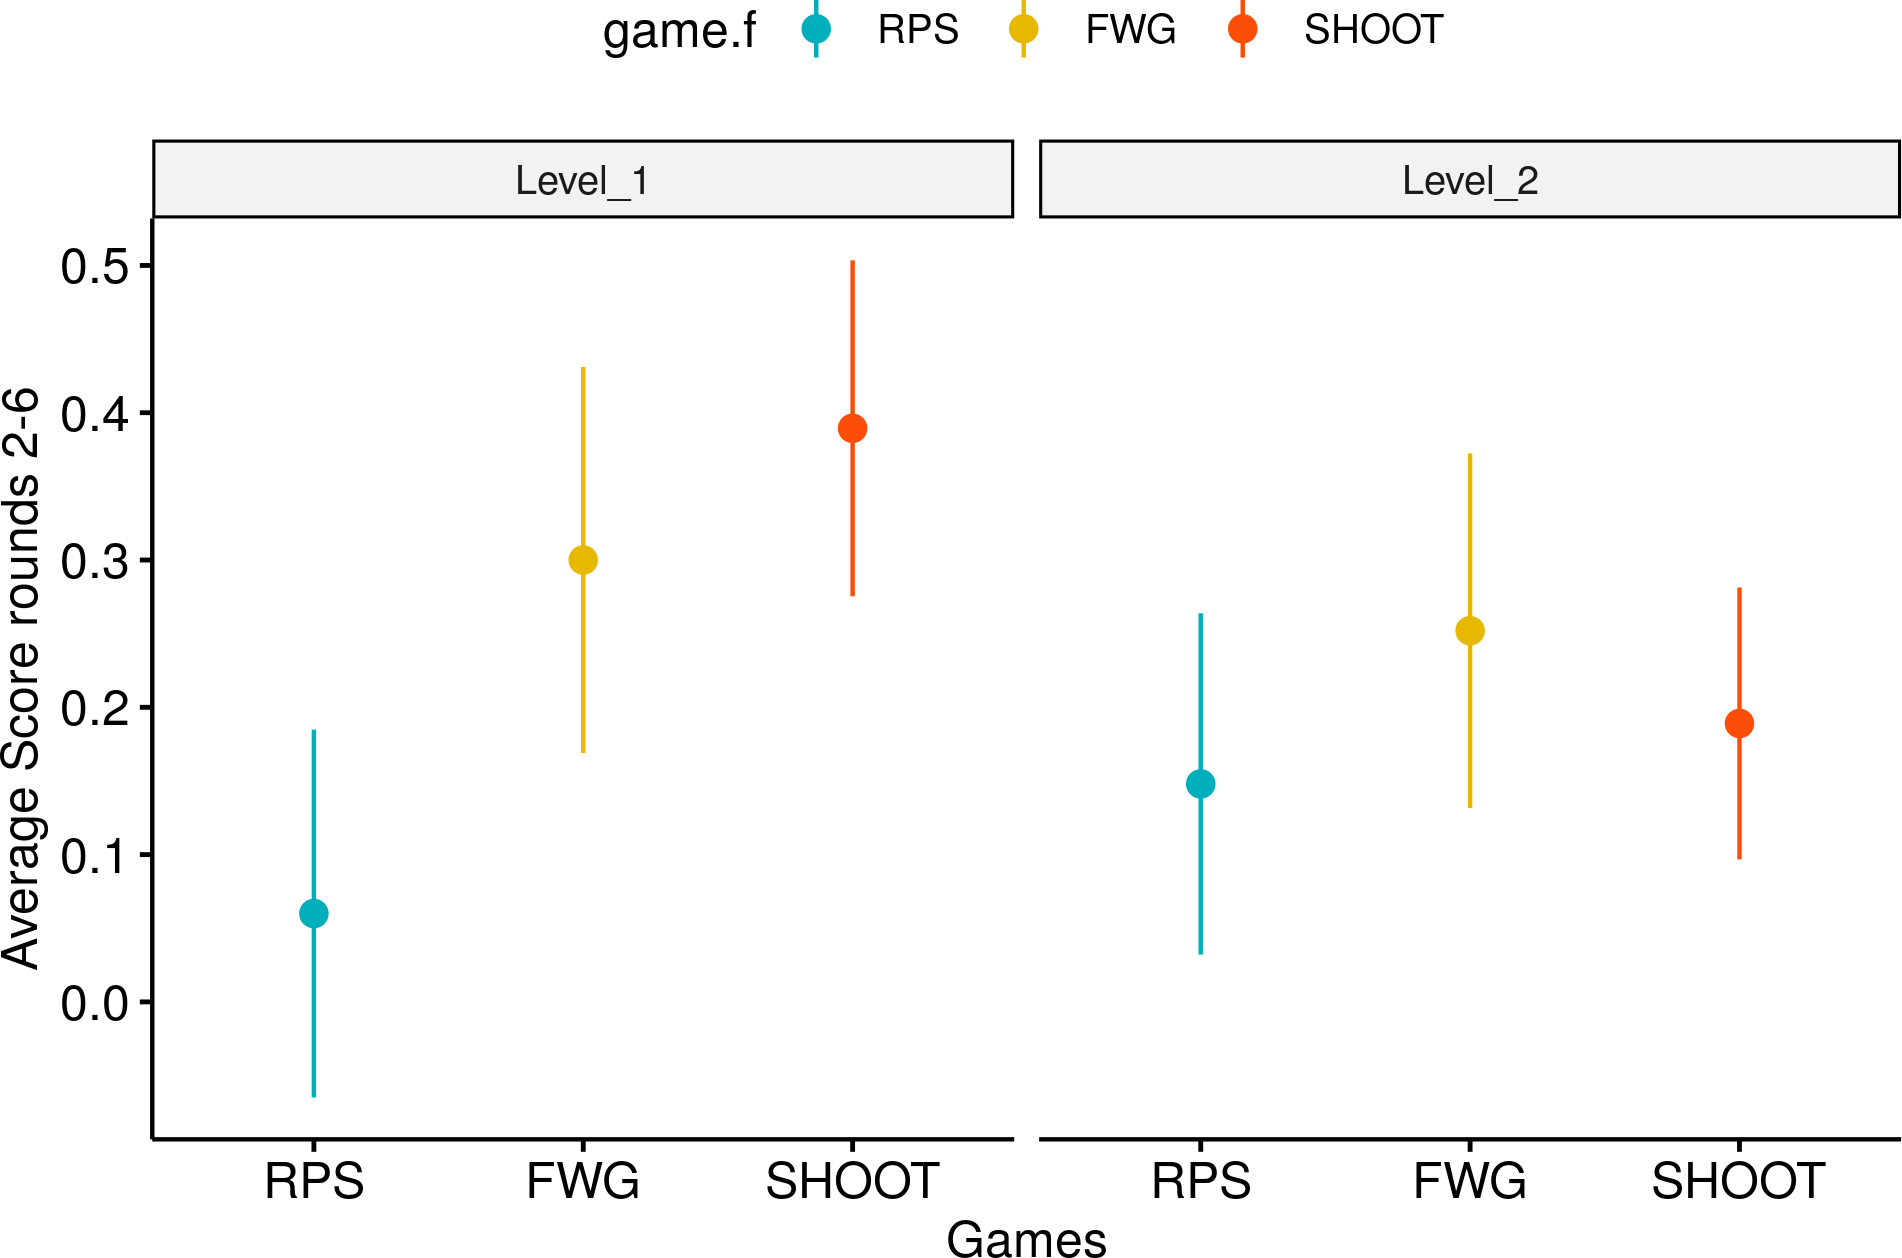 game.f RPS FWG SHOOT
Level_1 Level_2
Average Score rounds 2-6
0.5
0.4
0.3
0.2
0.1
0.0
RPS FWG SHOOT RPS FWG SHOOT
Games